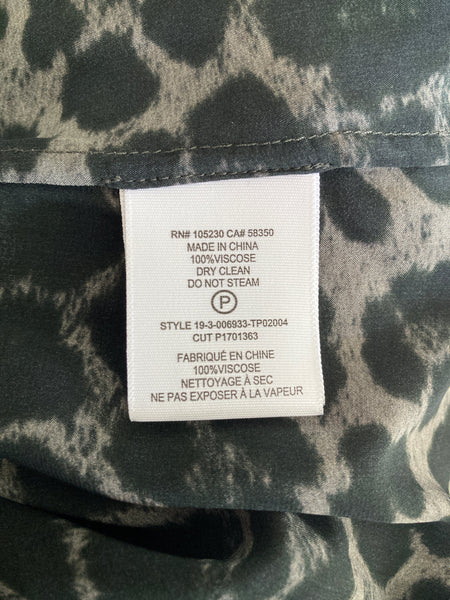 RN# 105230 CA# 58350
MADE IN CHINA
100%VISCOSE
DRY CLEAN
DO NOT STEAM
P
STYLE 19-3-006933-TP02004
CUT P1701363
FABRIQUÉ EN CHINE
100%VISCOSE
NETTOYAGE À SEC
NE PAS EXPOSER À LA VAPEUR